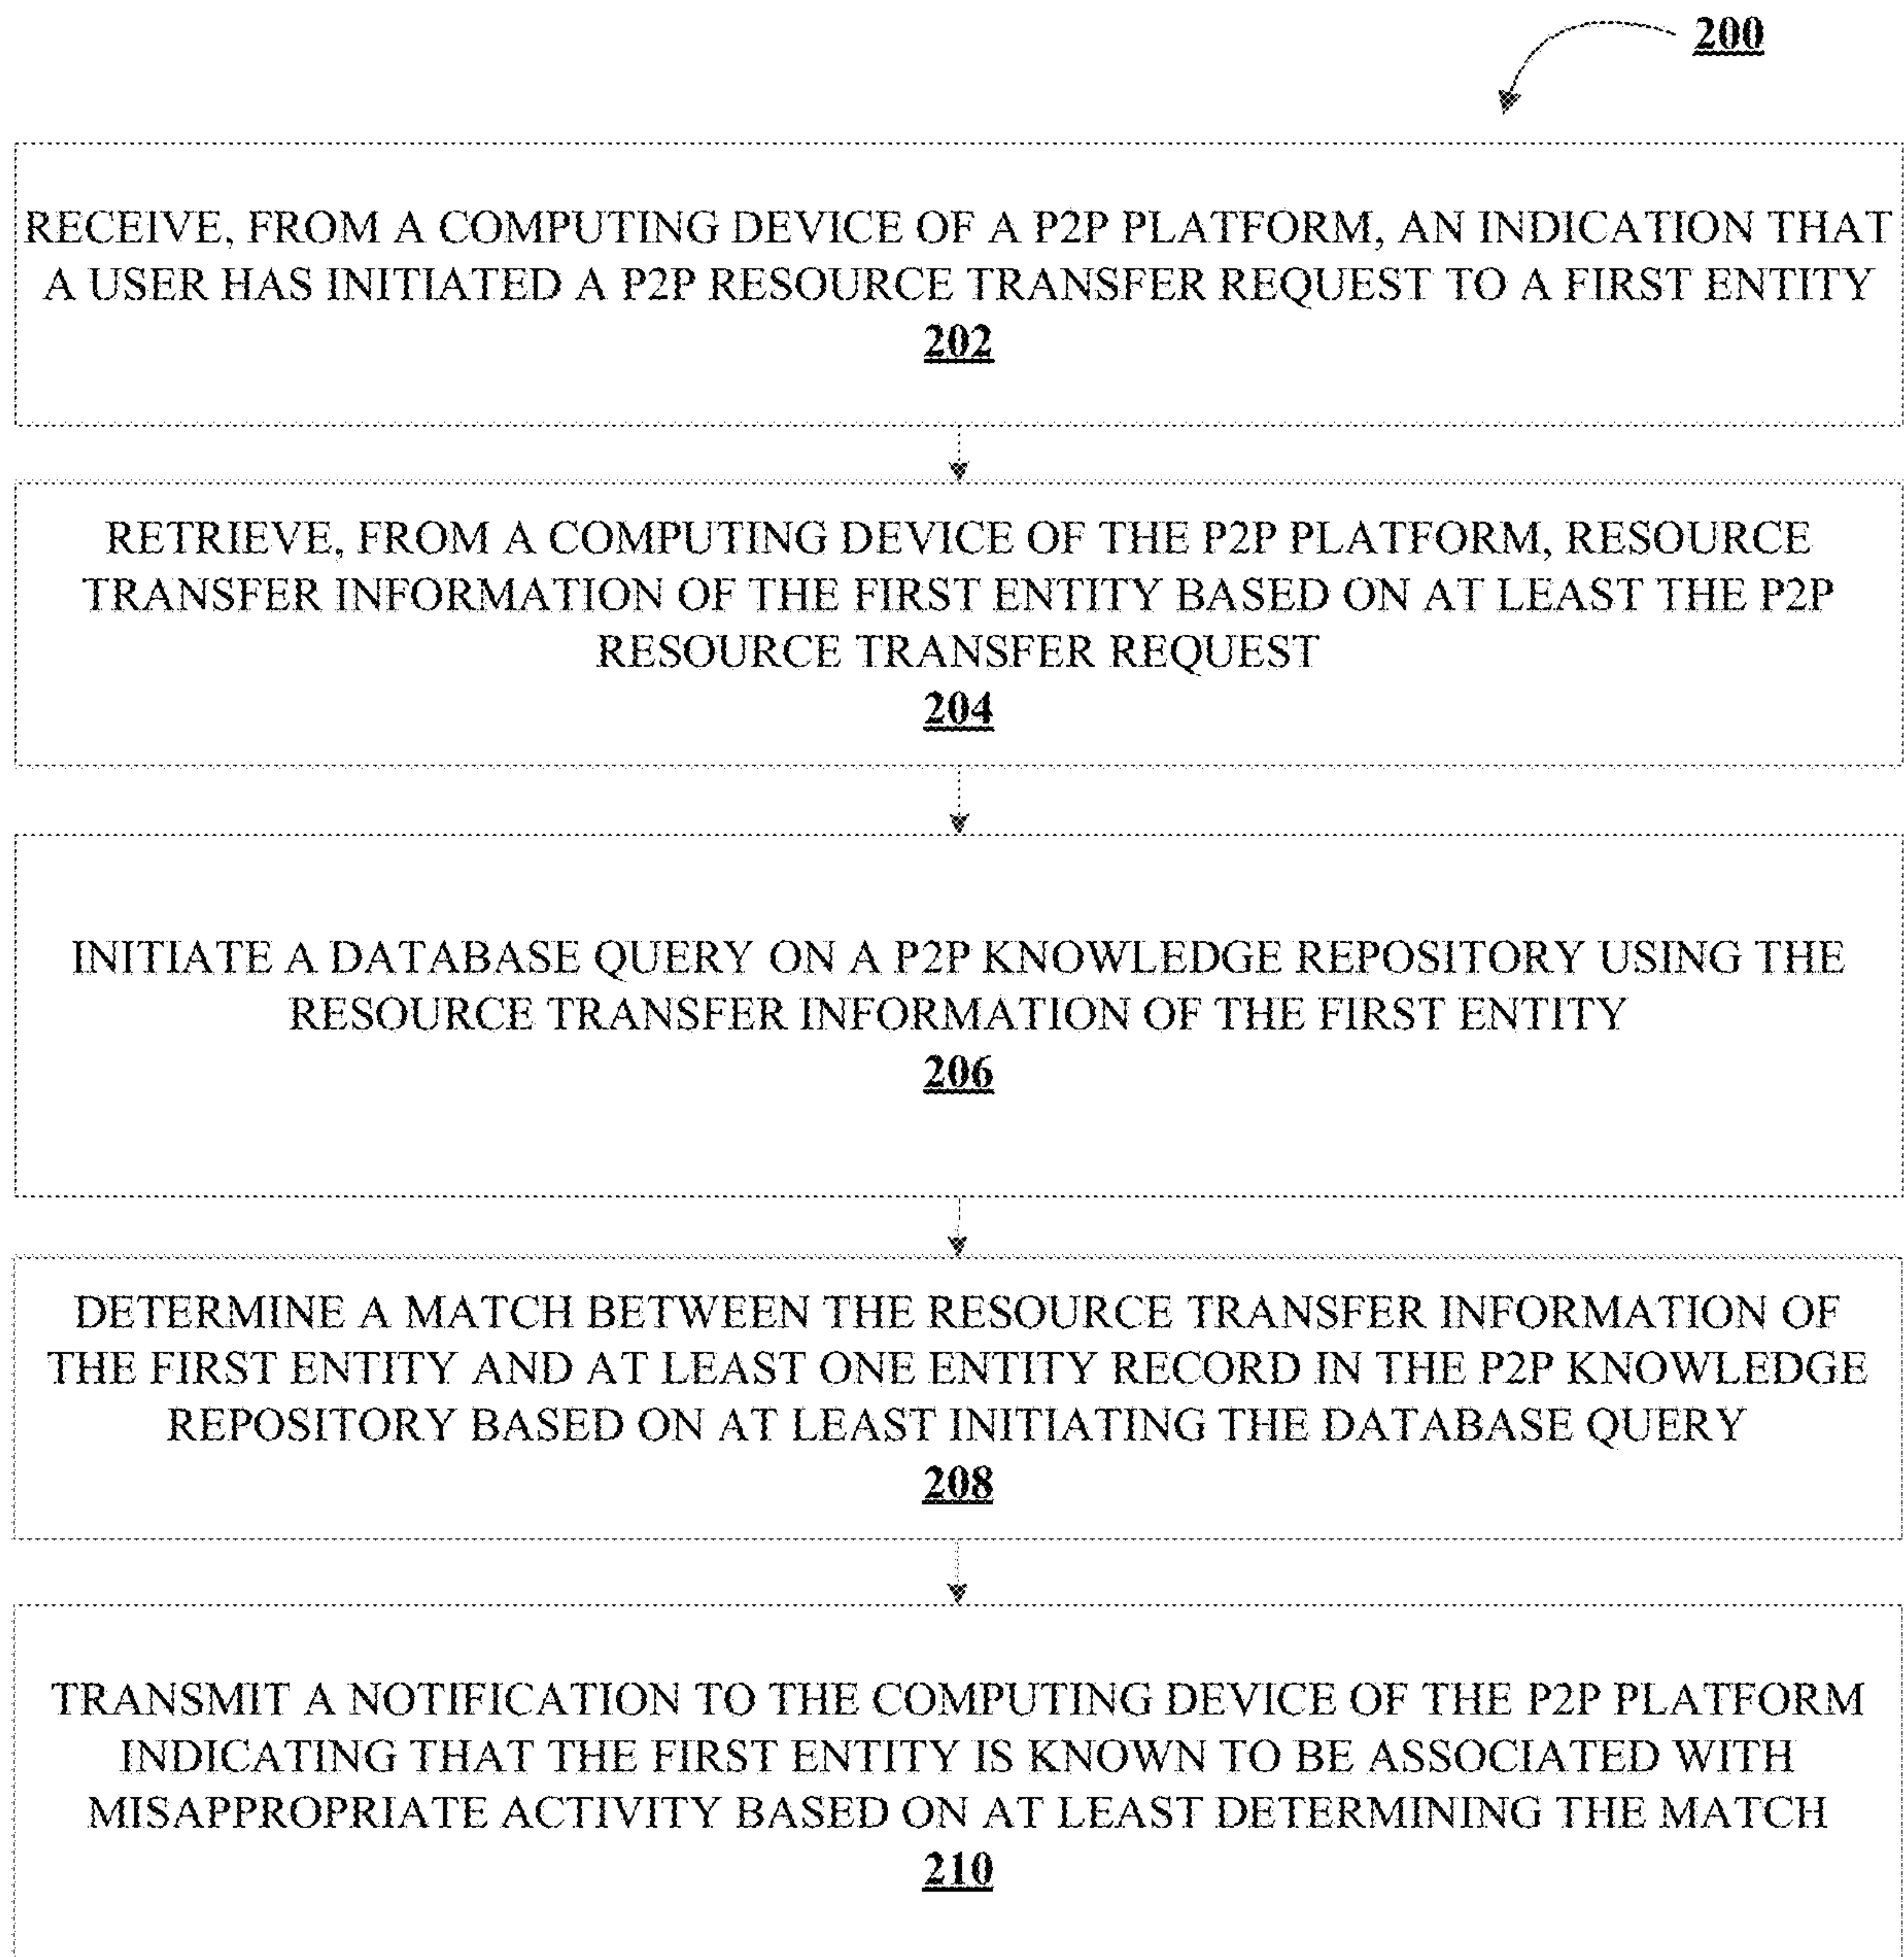 200
RECEIVE, FROM A COMPUTING DEVICE OF A P2P PLATFORM, AN INDICATION THAT
A USER HAS INITIATED A P2P RESOURCE TRANSFER REQUEST TO A FIRST ENTITY
202
RETRIEVE, FROM A COMPUTING DEVICE OF THE P2P PLATFORM, RESOURCE
TRANSFER INFORMATION OF THE FIRST ENTITY BASED ON AT LEAST THE P2P
RESOURCE TRANSFER REQUEST
204
INITIATE A DATABASE QUERY ON A P2P KNOWLEDGE REPOSITORY USING THE
RESOURCE TRANSFER INFORMATION OF THE FIRST ENTITY
206
DETERMINE A MATCH BETWEEN THE RESOURCE TRANSFER INFORMATION OF
THE FIRST ENTITY AND AT LEAST ONE ENTITY RECORD IN THE P2P KNOWLEDGE
REPOSITORY BASED ON AT LEAST INITIATING THE DATABASE QUERY
208
TRANSMIT A NOTIFICATION TO THE COMPUTING DEVICE OF THE P2P PLATFORM
INDICATING THAT THE FIRST ENTITY IS KNOWN TO BE ASSOCIATED WITH
MISAPPROPRIATE ACTIVITY BASED ON AT LEAST DETERMINING THE MATCH
210